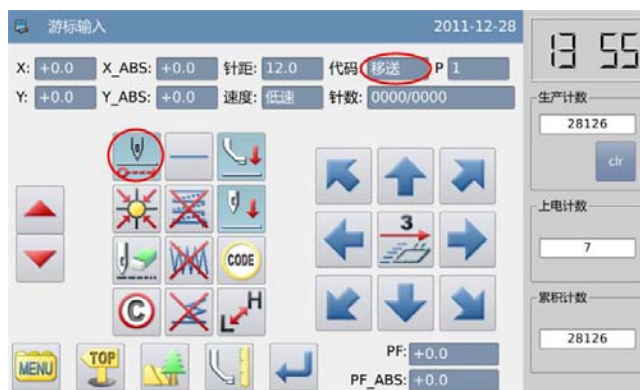 游标输入 2011-12-28
13 55
X: +0.0 X_ABS: +0.0 针距: 12.0 代码: 移送 P 1
Y: +0.0 Y_ABS: +0.0 速度: 低速 针数: 0000/0000
生产计数
28126
clr
上电计数
7
累积计数
28126
3
CODE
C
H
L
PF: +0.0
PF_ABS: +0.0
MENU
TOP